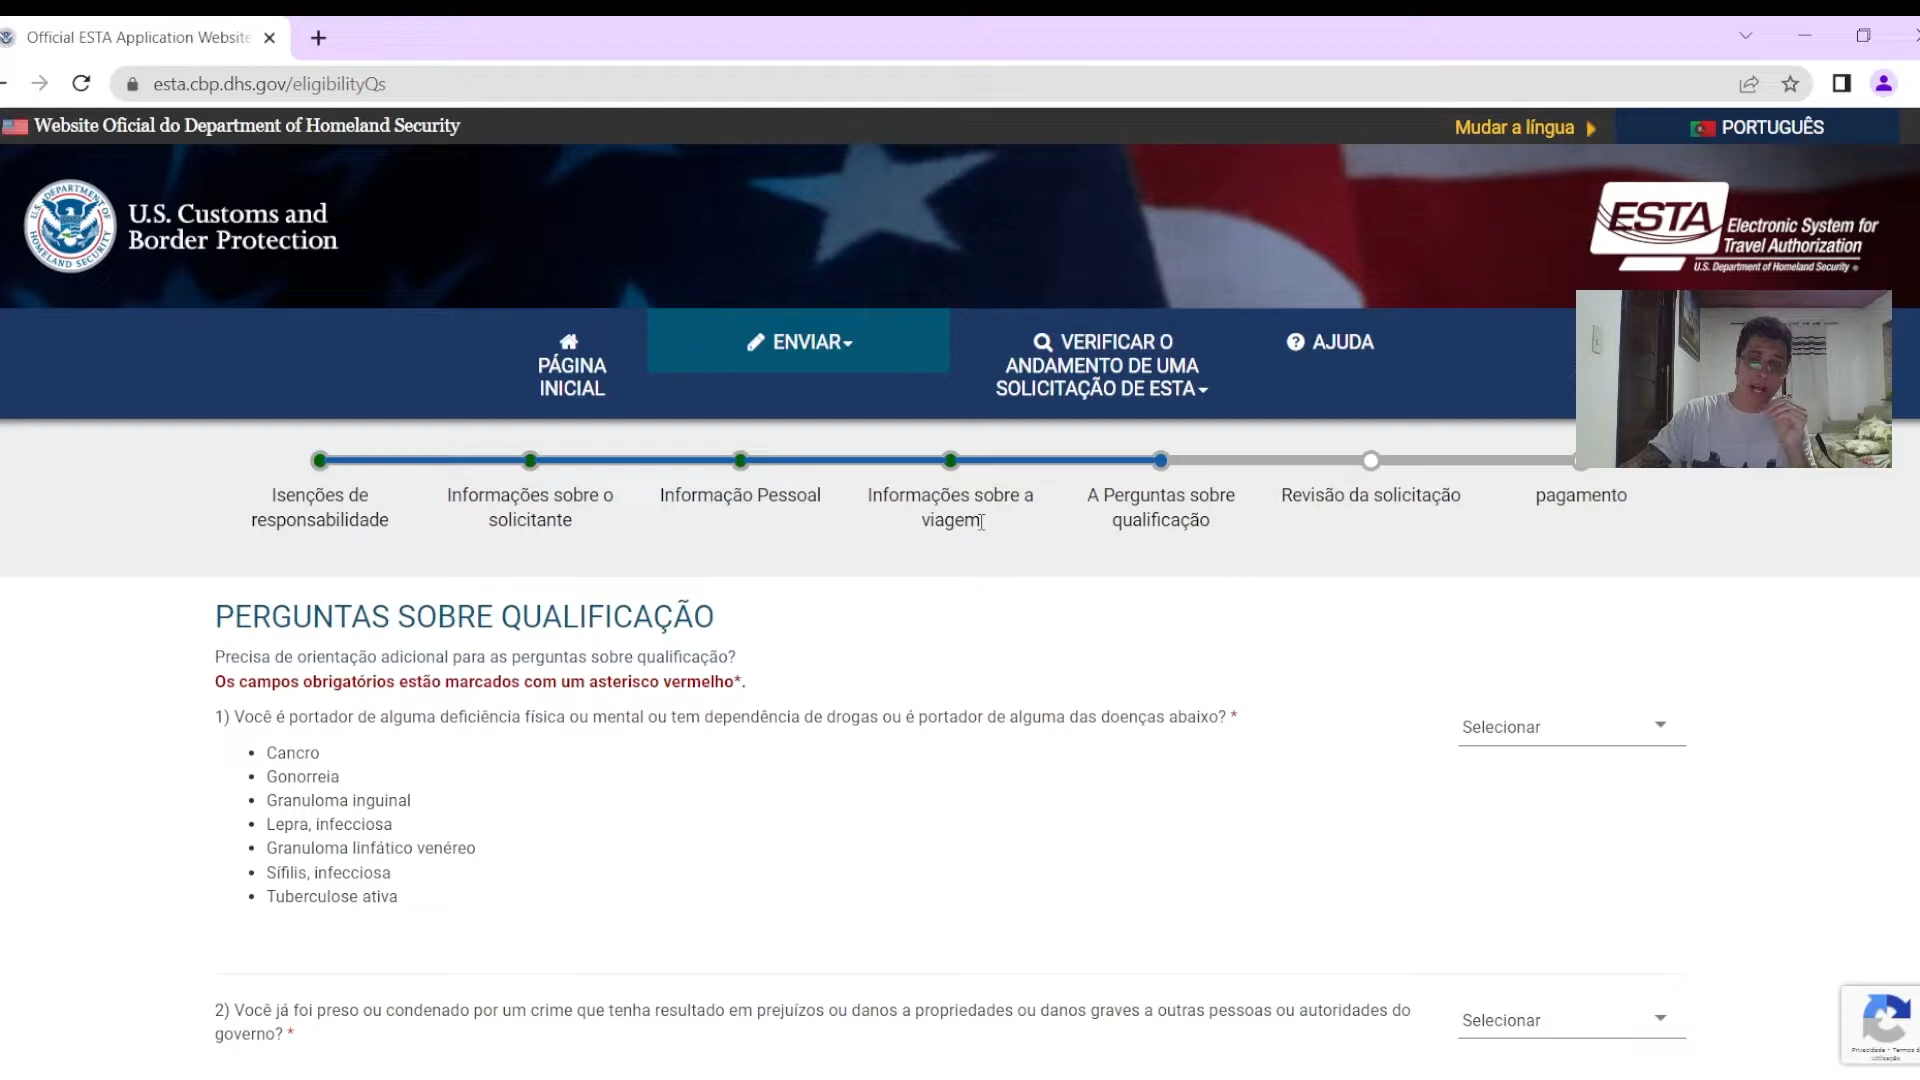 Official ESTA Application Website
esta.cbp.dhs.gov/eligibilityQs
Website Oficial do Department of Homeland Security
Mudar a língua
PORTUGUÊS
U.S. Customs and
Border Protection
ESTA
Electronic System for
Travel Authorization
U.S. Department of Homeland Security
PÁGINA
INICIAL
ENVIAR
VERIFICAR O
ANDAMENTO DE UMA
SOLICITAÇÃO DE ESTA
AJUDA
Isenções de
responsabilidade
Informações sobre o
solicitante
Informação Pessoal
Informações sobre a
viagem
A Perguntas sobre
qualificação
Revisão da solicitação
pagamento
PERGUNTAS SOBRE QUALIFICAÇÃO
Precisa de orientação adicional para as perguntas sobre qualificação?
Os campos obrigatórios estão marcados com um asterisco vermelho*.
1) Você é portador de alguma deficiência física ou mental ou tem dependência de drogas ou é portador de alguma das doenças abaixo? *
Selecionar
• Cancro
• Gonorreia
• Granuloma inguinal
• Lepra, infecciosa
• Granuloma linfático venéreo
• Sífilis, infecciosa
• Tuberculose ativa
2) Você já foi preso ou condenado por um crime que tenha resultado em prejuízos ou danos a propriedades ou danos graves a outras pessoas ou autoridades do
governo? *
Selecionar